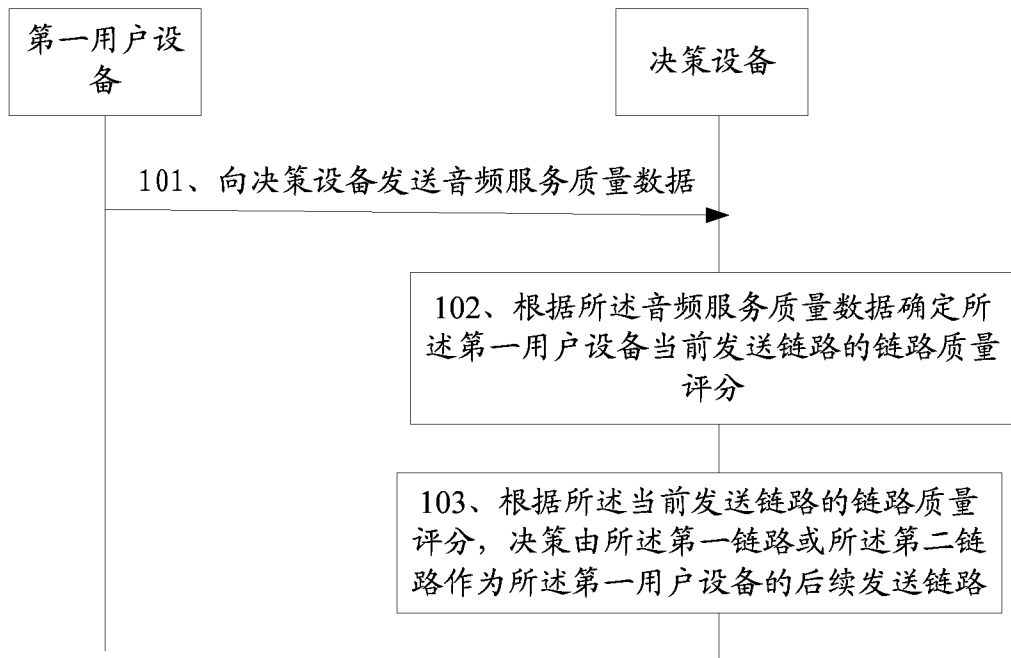 第一用户设
备
决策设备
101、向决策设备发送音频服务质量数据
102、根据所述音频服务质量数据确定所
述第一用户设备当前发送链路的链路质量
评分
103、根据所述当前发送链路的链路质量
评分，决策由所述第一链路或所述第二链
路作为所述第一用户设备的后续发送链路